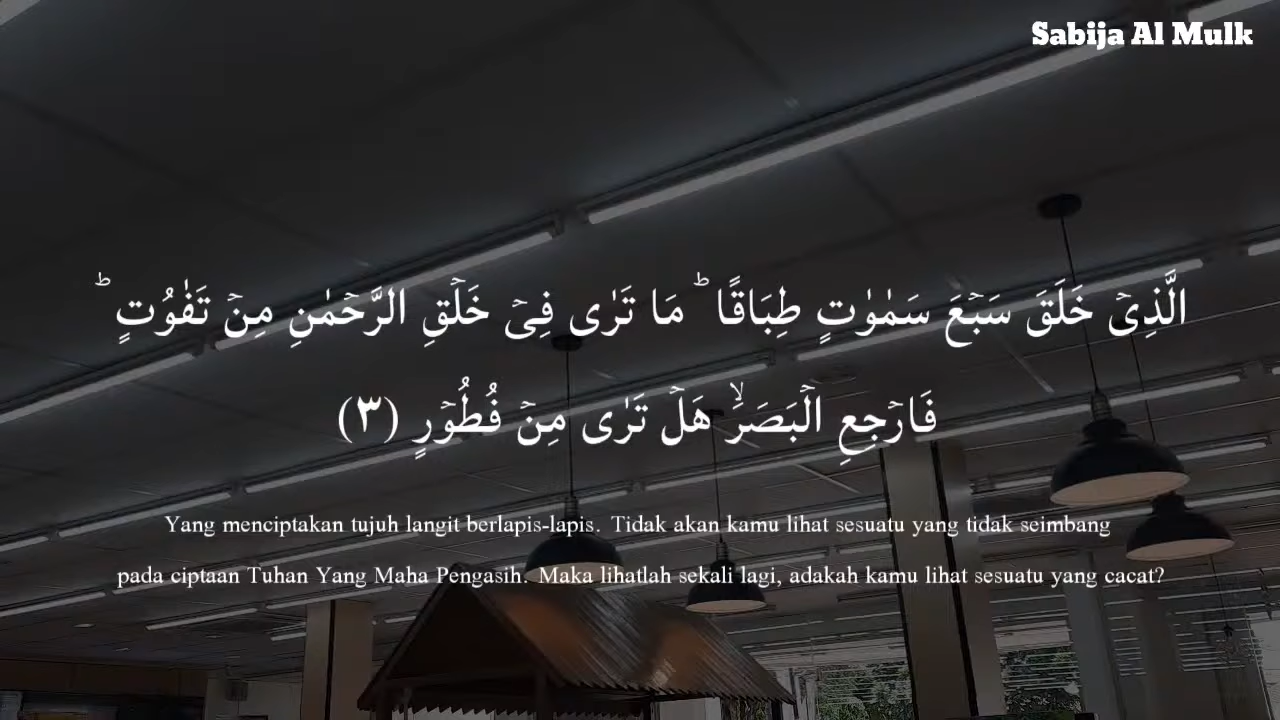 Sabija Al Mulk
الَّذِىۡ خَلَقَ سَبۡعَ سَمٰوٰتٍ طِبَاقًا ؕ مَا تَرٰى فِىۡ خَلۡقِ الرَّحۡمٰنِ مِنۡ تَفٰوُتٍ ؕ
فَارۡجِعِ الۡبَصَرَۙ هَلۡ تَرٰى مِنۡ فُطُوۡرٍ (٣)
Yang menciptakan tujuh langit berlapis-lapis. Tidak akan kamu lihat sesuatu yang tidak seimbang
pada ciptaan Tuhan Yang Maha Pengasih. Maka lihatlah sekali lagi, adakah kamu lihat sesuatu yang cacat?